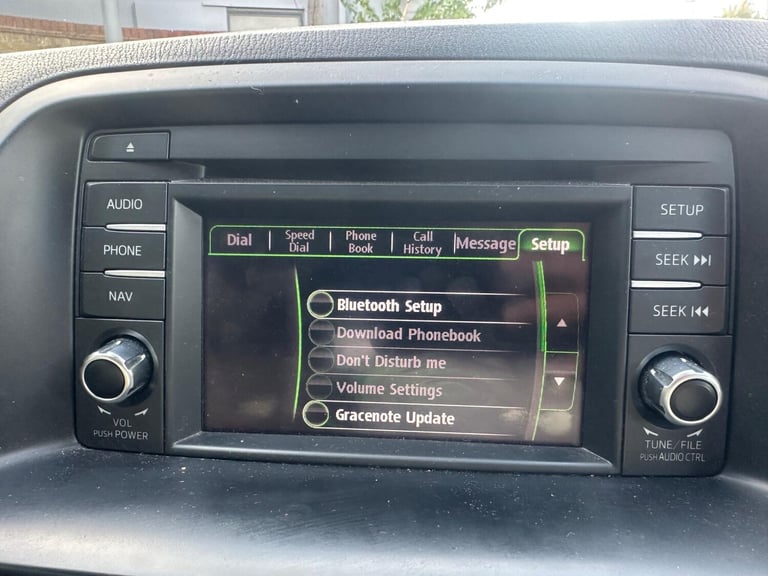 AUDIO
PHONE
NAV
VOL
PUSH POWER
Dial
Speed
Dial
Phone
Book
Call
History
Message
Setup
Bluetooth Setup
Download Phonebook
Don't Disturb me
Volume Settings
Gracenote Update
SETUP
SEEK
SEEK
TUNE/FILE
PUSH AUDIO CTRL